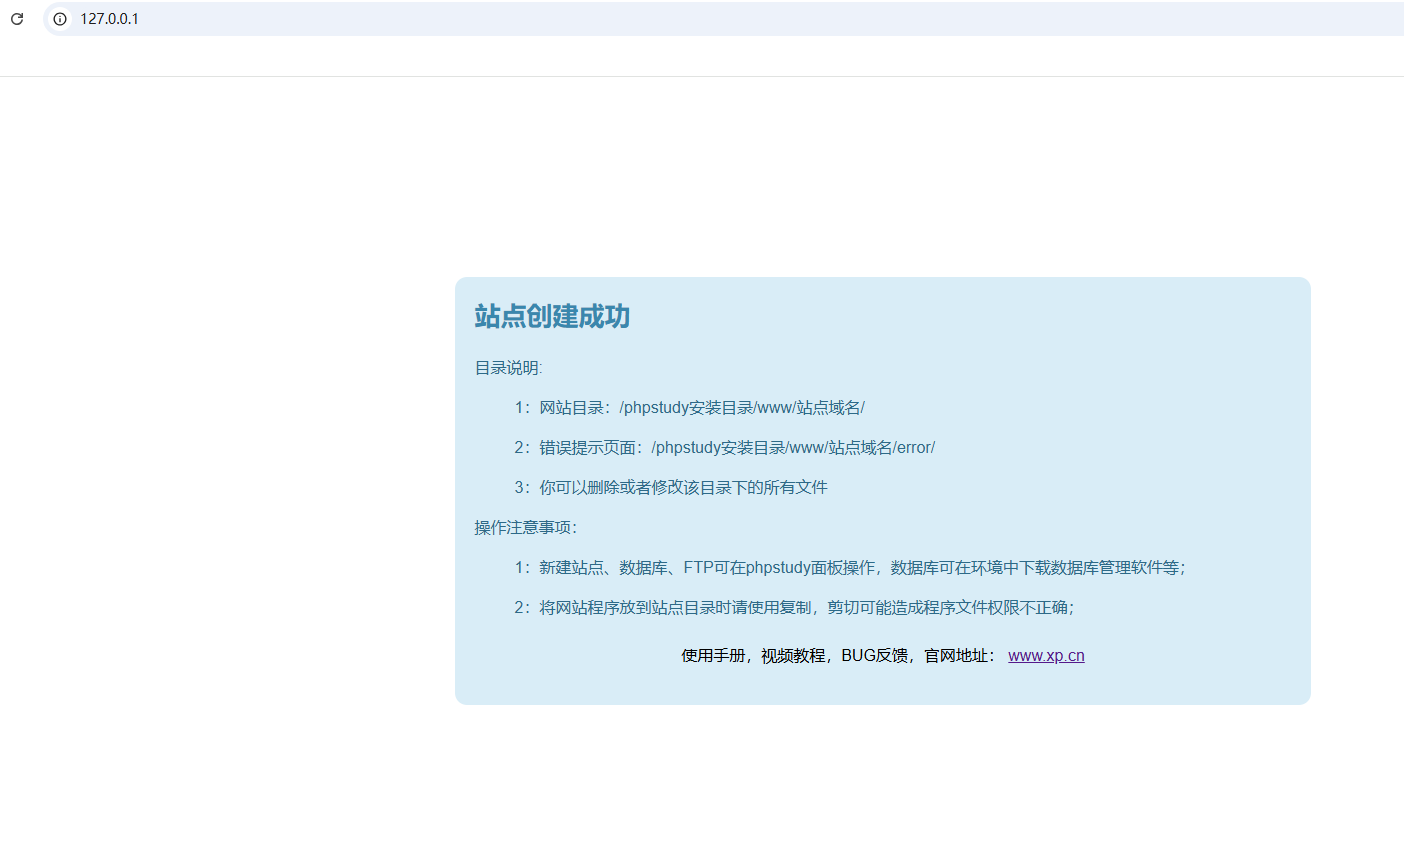 127.0.0.1
站点创建成功
目录说明:
1：网站目录：/phpstudy安装目录/www/站点域名/
2：错误提示页面：/phpstudy安装目录/www/站点域名/error/
3：你可以删除或者修改该目录下的所有文件
操作注意事项：
1：新建站点、数据库、FTP可在phpstudy面板操作，数据库可在环境中下载数据库管理软件等；
2：将网站程序放到站点目录时请使用复制，剪切可能造成程序文件权限不正确；
使用手册，视频教程，BUG反馈，官网地址： www.xp.cn